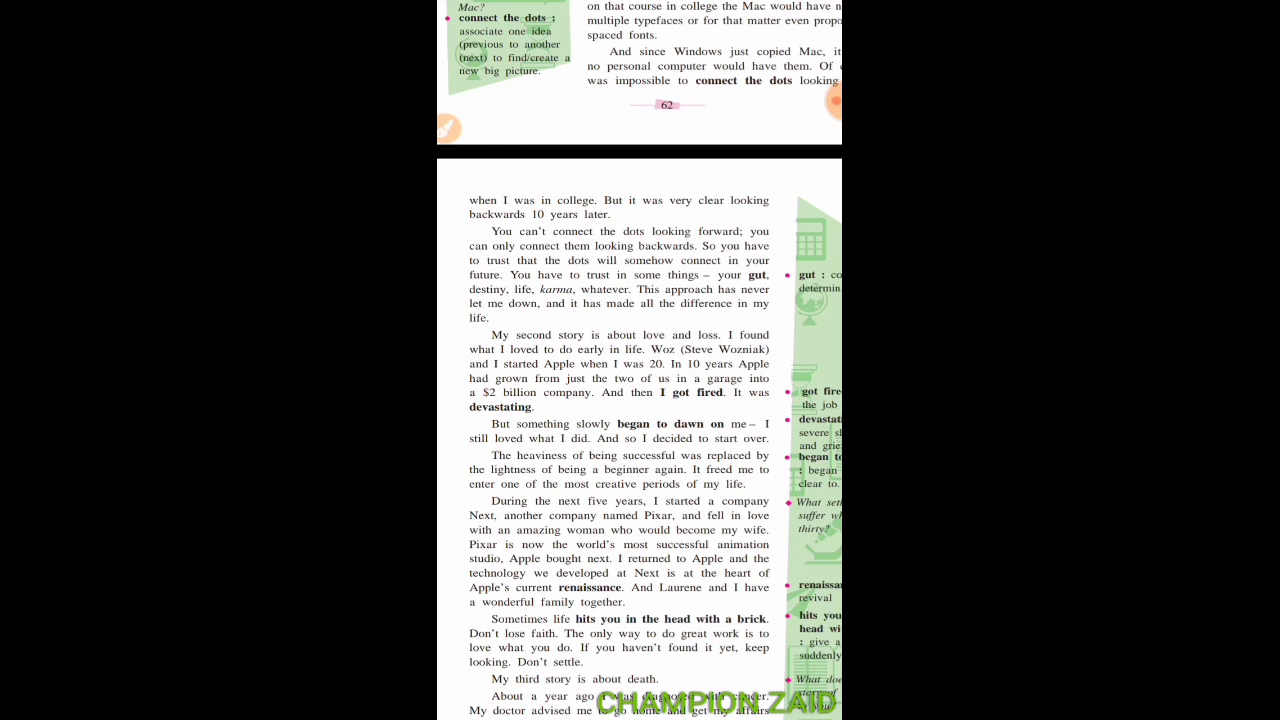 Mac?
connect the dots :
associate one idea
(previous to another
(next) to find/create a
new big picture.
on that course in college the Mac would have n
multiple typefaces or for that matter even propo
spaced fonts.
And since Windows just copied Mac, it
no personal computer would have them. Of
was impossible to connect the dots looking
62
when I was in college. But it was very clear looking
backwards 10 years later.
You can't connect the dots looking forward; you
can only connect them looking backwards. So you have
to trust that the dots will somehow connect in your
future. You have to trust in some things – your gut,
destiny, life, karma, whatever. This approach has never
let me down, and it has made all the difference in my
life.
My second story is about love and loss. I found
what I loved to do early in life. Woz (Steve Wozniak)
and I started Apple when I was 20. In 10 years Apple
had grown from just the two of us in a garage into
a $2 billion company. And then I got fired. It was
devastating.
But something slowly began to dawn on me – I
still loved what I did. And so I decided to start over.
The heaviness of being successful was replaced by
the lightness of being a beginner again. It freed me to
enter one of the most creative periods of my life.
During the next five years, I started a company
Next, another company named Pixar, and fell in love
with an amazing woman who would become my wife.
Pixar is now the world's most successful animation
studio, Apple bought next. I returned to Apple and the
technology we developed at Next is at the heart of
Apple's current renaissance. And Laurene and I have
a wonderful family together.
Sometimes life hits you in the head with a brick.
Don't lose faith. The only way to do great work is to
love what you do. If you haven't found it yet, keep
looking. Don't settle.
My third story is about death.
About a year ago I was diagnosed with cancer.
My doctor advised me to go home and get my affairs
gut : co
determin
got fire
the job
devastat
severe sh
and grie
began to
: began
clear to.
What set
suffer wh
thirty?
renaissan
revival
hits you
head wi
: give a
suddenly
What doe
story of
CHAMPION ZAID